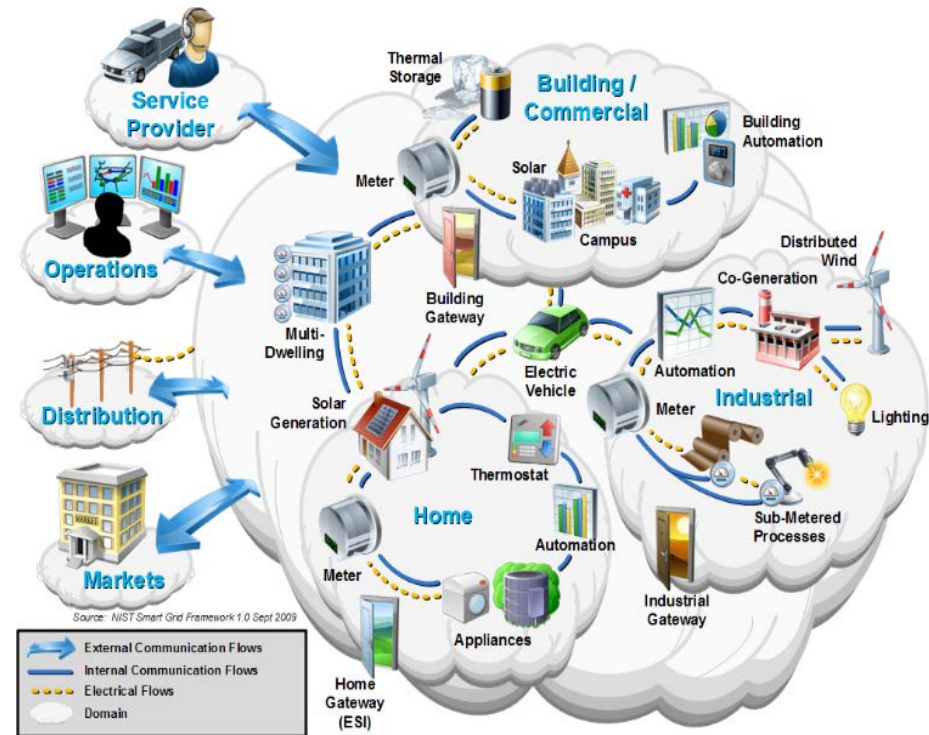 Service
Provider
Operations
Distribution
MARKET
Markets
Thermal
Storage
Building /
Commercial
Building
Automation
Meter
Solar
Campus
Building
Gateway
Multi-
Dwelling
Electric
Vehicle
Distributed
Wind
Co-Generation
Automation
Industrial
Meter
Lighting
Sub-Metered
Processes
Industrial
Gateway
Solar
Generation
Thermostat
Home
Automation
Meter
Appliances
Home
Gateway
(ESI)
Source: NIST Smart Grid Framework 1.0 Sept 2009
External Communication Flows
Internal Communication Flows
Electrical Flows
Domain